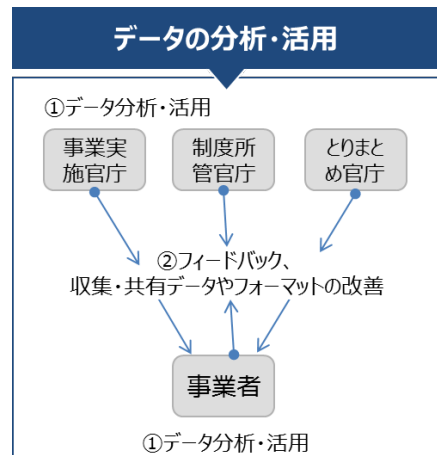 データの分析・活用
①データ分析・活用
事業実
施官庁
制度所
管官庁
とりまと
め官庁
②フィードバック、
収集・共有データやフォーマットの改善
事業者
①データ分析・活用